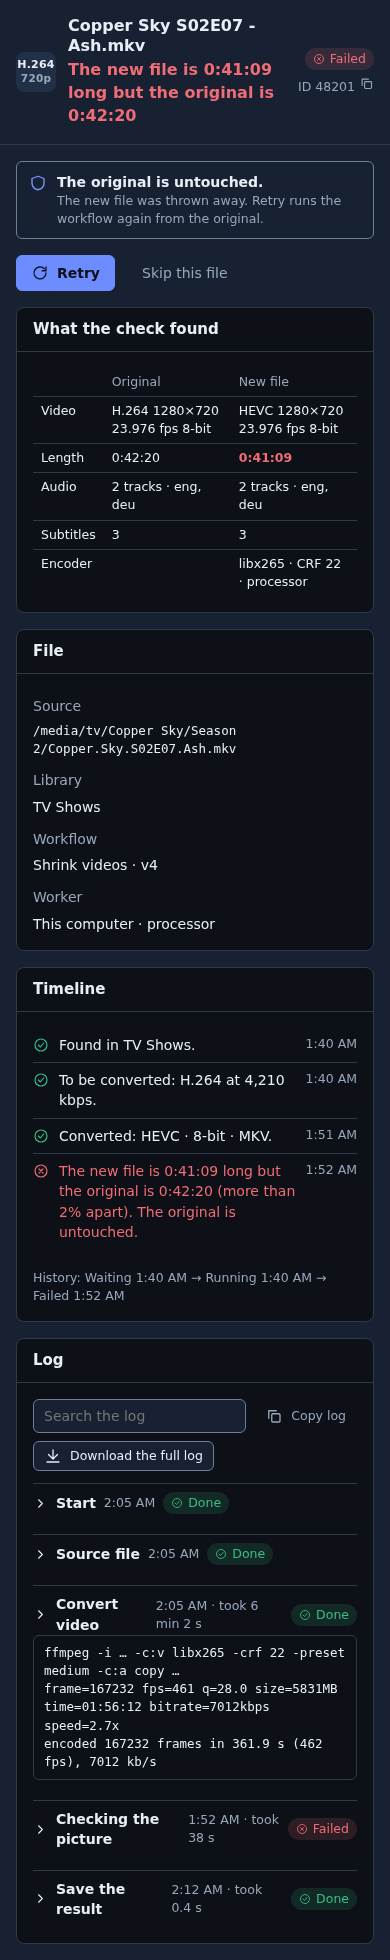 H.264
720p
Copper Sky S02E07 -
Ash.mkv
The new file is 0:41:09
long but the original is
0:42:20
Failed
ID 48201
The original is untouched.
The new file was thrown away. Retry runs the
workflow again from the original.
Retry
Skip this file
What the check found
Original New file
Video H.264 1280×720 HEVC 1280×720
23.976 fps 8-bit 23.976 fps 8-bit
Length 0:42:20 0:41:09
Audio 2 tracks · eng, 2 tracks · eng,
deu deu
Subtitles 3 3
Encoder libx265 · CRF 22
· processor
File
Source
/media/tv/Copper Sky/Season
2/Copper.Sky.S02E07.Ash.mkv
Library
TV Shows
Workflow
Shrink videos · v4
Worker
This computer · processor
Timeline
Found in TV Shows. 1:40 AM
To be converted: H.264 at 4,210 1:40 AM
kbps.
Converted: HEVC · 8-bit · MKV. 1:51 AM
The new file is 0:41:09 long but 1:52 AM
the original is 0:42:20 (more than
2% apart). The original is
untouched.
History: Waiting 1:40 AM → Running 1:40 AM →
Failed 1:52 AM
Log
Search the log
Copy log
Download the full log
Start 2:05 AM Done
Source file 2:05 AM Done
Convert 2:05 AM · took 6 Done
video min 2 s
ffmpeg -i … -c:v libx265 -crf 22 -preset
medium -c:a copy …
frame=167232 fps=461 q=28.0 size=5831MB
time=01:56:12 bitrate=7012kbps
speed=2.7x
encoded 167232 frames in 361.9 s (462
fps), 7012 kb/s
Checking the 1:52 AM · took Failed
picture 38 s
Save the 2:12 AM · took Done
result 0.4 s